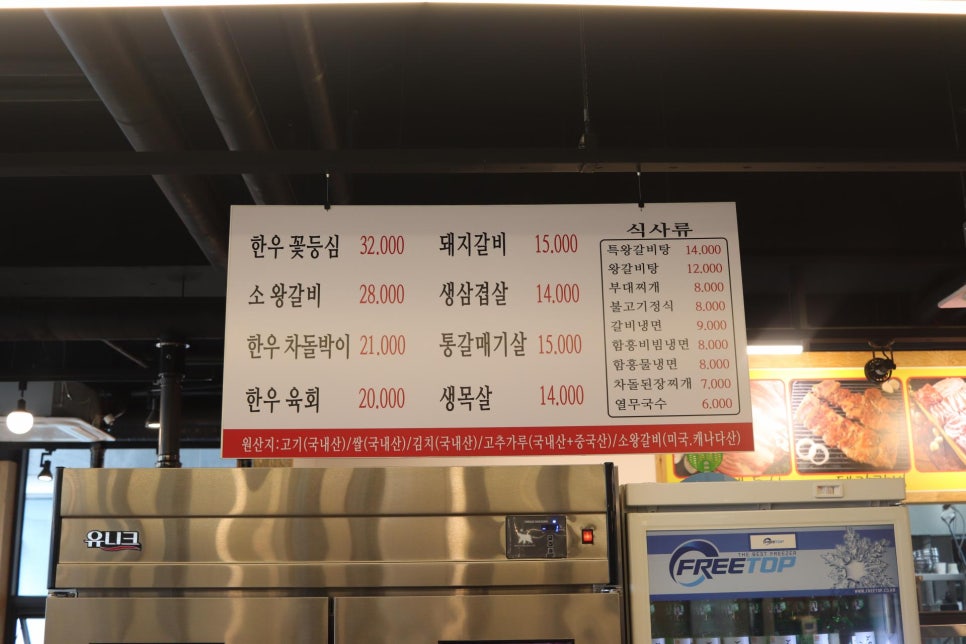 한우 꽃등심 32.000
소 왕갈비 28.000
한우 차돌박이 21.000
한우 육회 20.000
돼지갈비 15.000
생삼겹살 14.000
통갈매기살 15.000
생목살 14.000
식사류
특왕갈비탕 14.000
왕갈비탕 12.000
부대찌개 8.000
불고기정식 8.000
갈비냉면 9.000
함흥비빔냉면 8.000
함흥물냉면 8.000
차돌된장찌개 7.000
열무국수 6.000
원산지:고기(국내산)/쌀(국내산)/김치(국내산)/고추가루(국내산+중국산)/소왕갈비(미국.캐나다산)
유니크
THE BEST FREEZER
FREETOP
WWW.FREETOP.CO.KR